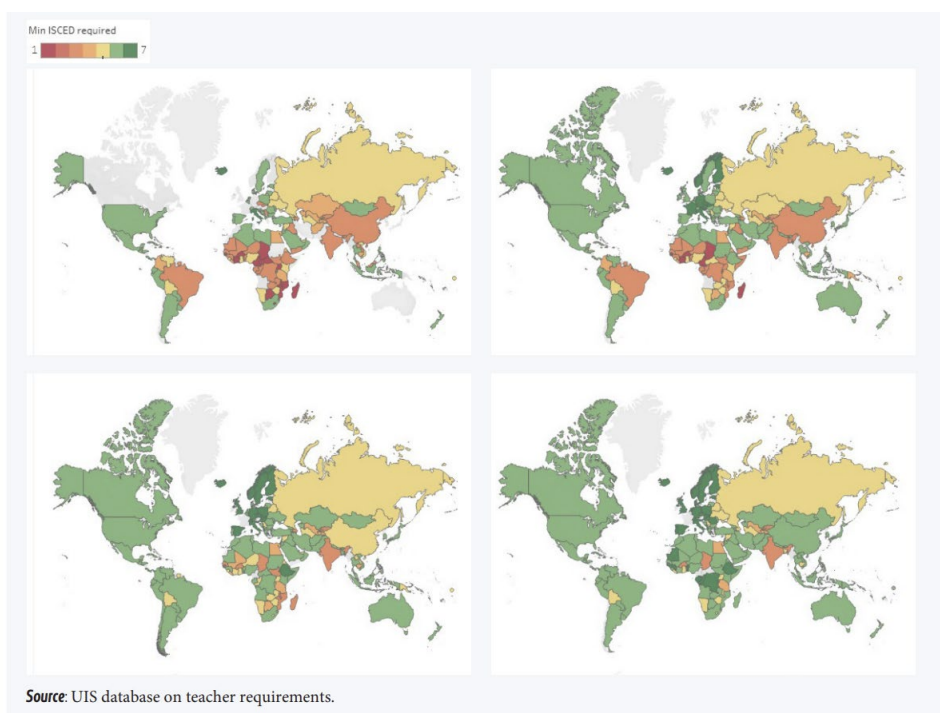 Min ISCED required
1 7
Source: UIS database on teacher requirements.